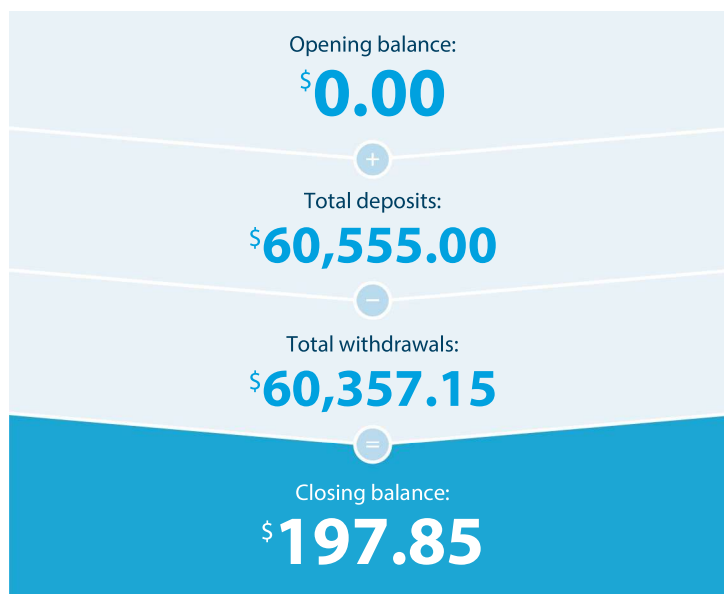 Opening balance:
$0.00
+
Total deposits:
$60,555.00
−
Total withdrawals:
$60,357.15
=
Closing balance:
$197.85